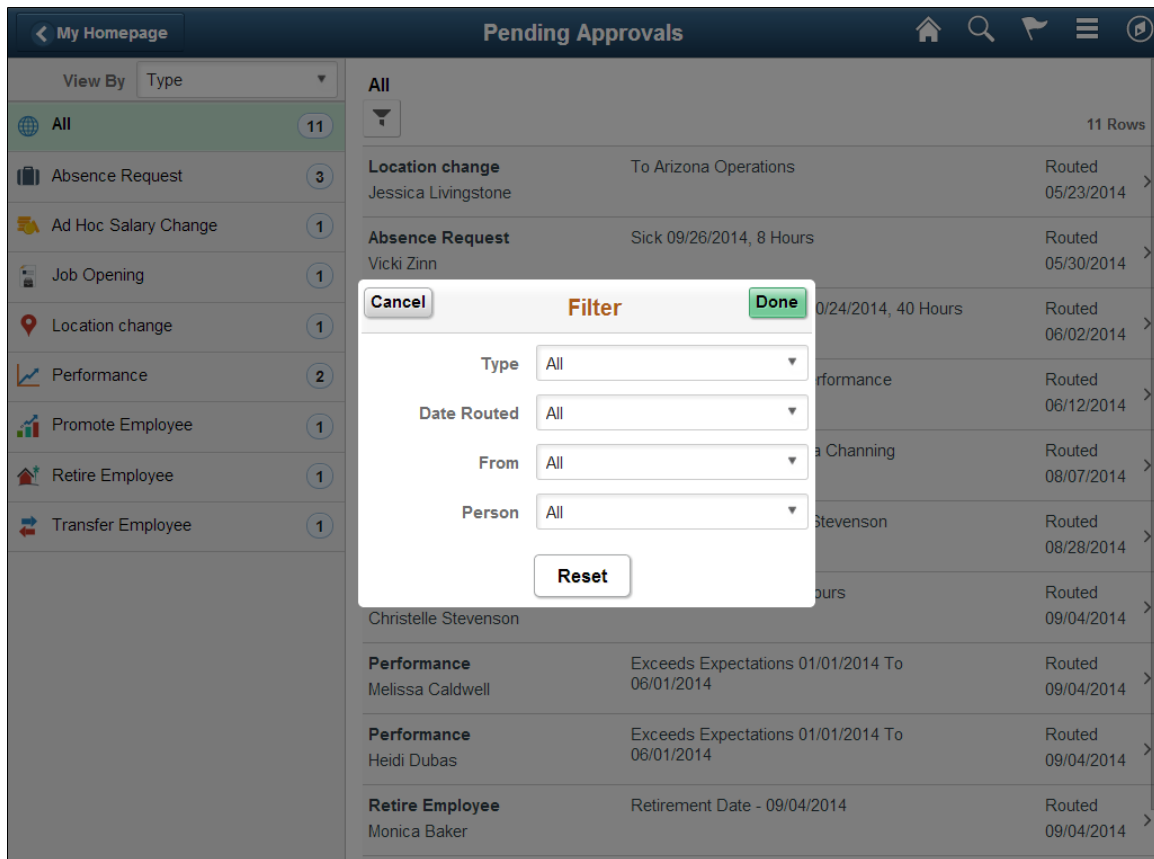 My Homepage
Pending Approvals
View By Type
All 11
Absence Request 3
Ad Hoc Salary Change 1
Job Opening 1
Location change 1
Performance 2
Promote Employee 1
Retire Employee 1
Transfer Employee 1
All
11 Rows
Location change To Arizona Operations Routed
Jessica Livingstone 05/23/2014
Absence Request Sick 09/26/2014, 8 Hours Routed
Vicki Zinn 05/30/2014
0/24/2014, 40 Hours Routed
06/02/2014
rformance Routed
06/12/2014
a Channing Routed
08/07/2014
Stevenson Routed
08/28/2014
ours Routed
Christelle Stevenson 09/04/2014
Performance Exceeds Expectations 01/01/2014 To Routed
Melissa Caldwell 06/01/2014 09/04/2014
Performance Exceeds Expectations 01/01/2014 To Routed
Heidi Dubas 06/01/2014 09/04/2014
Retire Employee Retirement Date - 09/04/2014 Routed
Monica Baker 09/04/2014
Cancel Filter Done
Type All
Date Routed All
From All
Person All
Reset